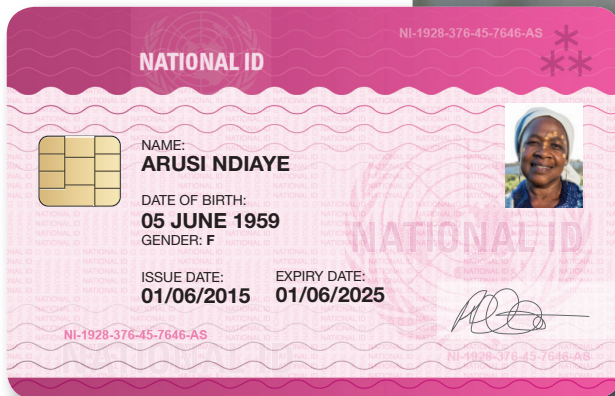 NI-1928-376-45-7646-AS
NATIONAL ID
NAME:
ARUSI NDIAYE
DATE OF BIRTH:
05 JUNE 1959
GENDER: F
NATIONAL ID
ISSUE DATE: EXPIRY DATE:
01/06/2015 01/06/2025
NI-1928-376-45-7646-AS
NATIONAL ID
NI-1928-376-45-7646-AS